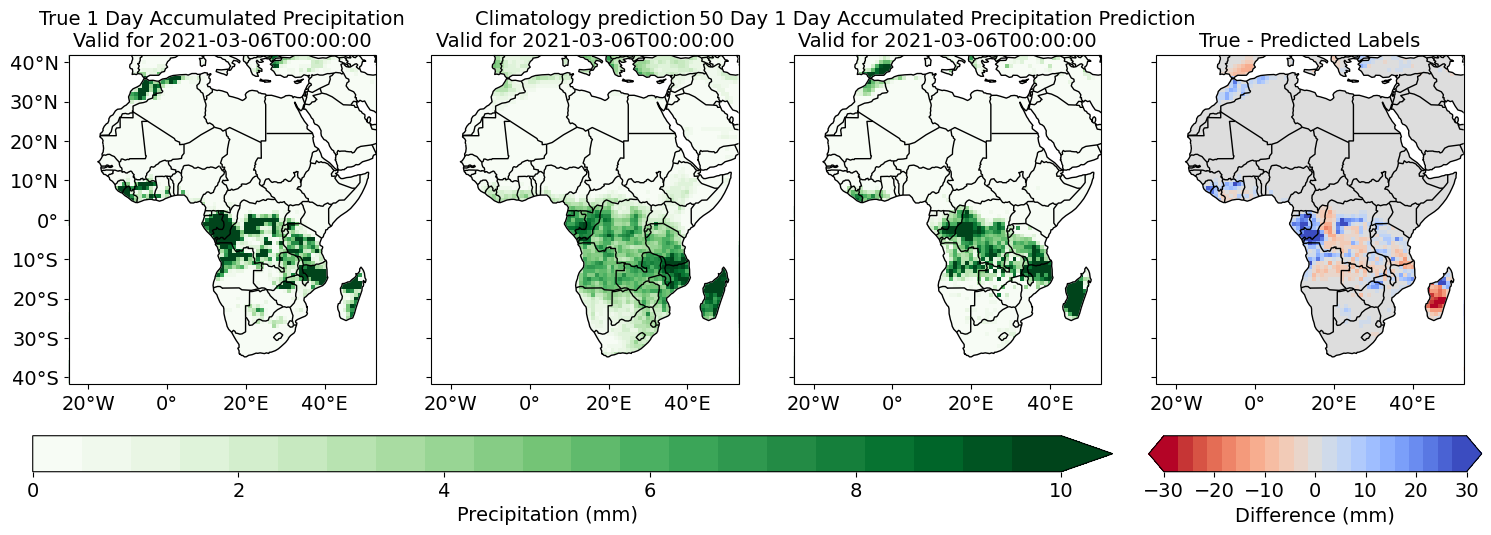 True 1 Day Accumulated Precipitation
Valid for 2021-03-06T00:00:00
Climatology prediction
Valid for 2021-03-06T00:00:00
50 Day 1 Day Accumulated Precipitation Prediction
Valid for 2021-03-06T00:00:00
True - Predicted Labels
40°N
30°N
20°N
10°N
0°
10°S
20°S
30°S
40°S
20°W 0° 20°E 40°E
20°W 0° 20°E 40°E
20°W 0° 20°E 40°E
20°W 0° 20°E 40°E
0 2 4 6 8 10
Precipitation (mm)
−30 −20 −10 0 10 20 30
Difference (mm)